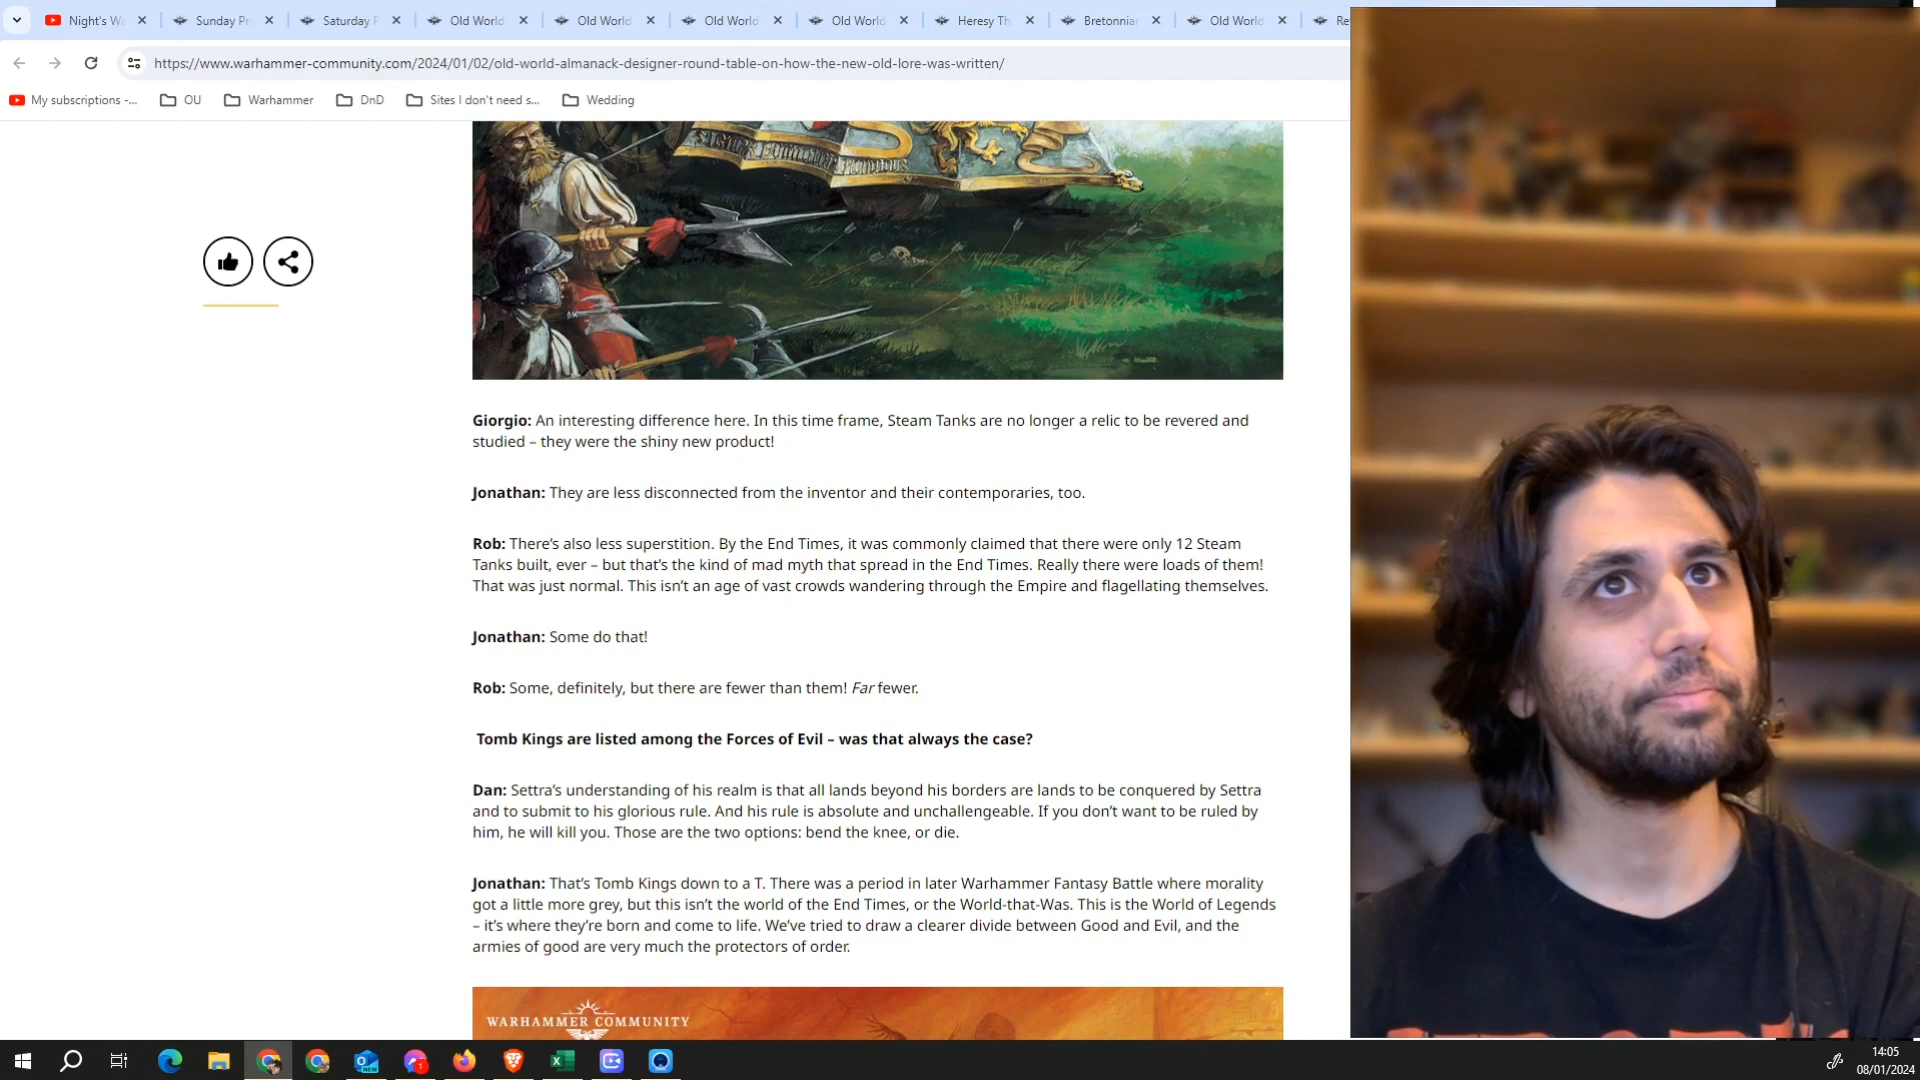 Night's Wa
Sunday Pr
Saturday P
Old World
Old World
Old World
Old World
Heresy Th
Bretonnia
Old World
Re
https://www.warhammer-community.com/2024/01/02/old-world-almanack-designer-round-table-on-how-the-new-old-lore-was-written/
My subscriptions -...
OU
Warhammer
DnD
Sites I don't need s...
Wedding
Giorgio: An interesting difference here. In this time frame, Steam Tanks are no longer a relic to be revered and
studied – they were the shiny new product!
Jonathan: They are less disconnected from the inventor and their contemporaries, too.
Rob: There’s also less superstition. By the End Times, it was commonly claimed that there were only 12 Steam
Tanks built, ever – but that’s the kind of mad myth that spread in the End Times. Really there were loads of them!
That was just normal. This isn’t an age of vast crowds wandering through the Empire and flagellating themselves.
Jonathan: Some do that!
Rob: Some, definitely, but there are fewer than them! Far fewer.
Tomb Kings are listed among the Forces of Evil – was that always the case?
Dan: Settra’s understanding of his realm is that all lands beyond his borders are lands to be conquered by Settra
and to submit to his glorious rule. And his rule is absolute and unchallengeable. If you don’t want to be ruled by
him, he will kill you. Those are the two options: bend the knee, or die.
Jonathan: That’s Tomb Kings down to a T. There was a period in later Warhammer Fantasy Battle where morality
got a little more grey, but this isn’t the world of the End Times, or the World-that-Was. This is the World of Legends
– it’s where they’re born and come to life. We’ve tried to draw a clearer divide between Good and Evil, and the
armies of good are very much the protectors of order.
WARHAMMER COMMUNITY
14:05
08/01/2024